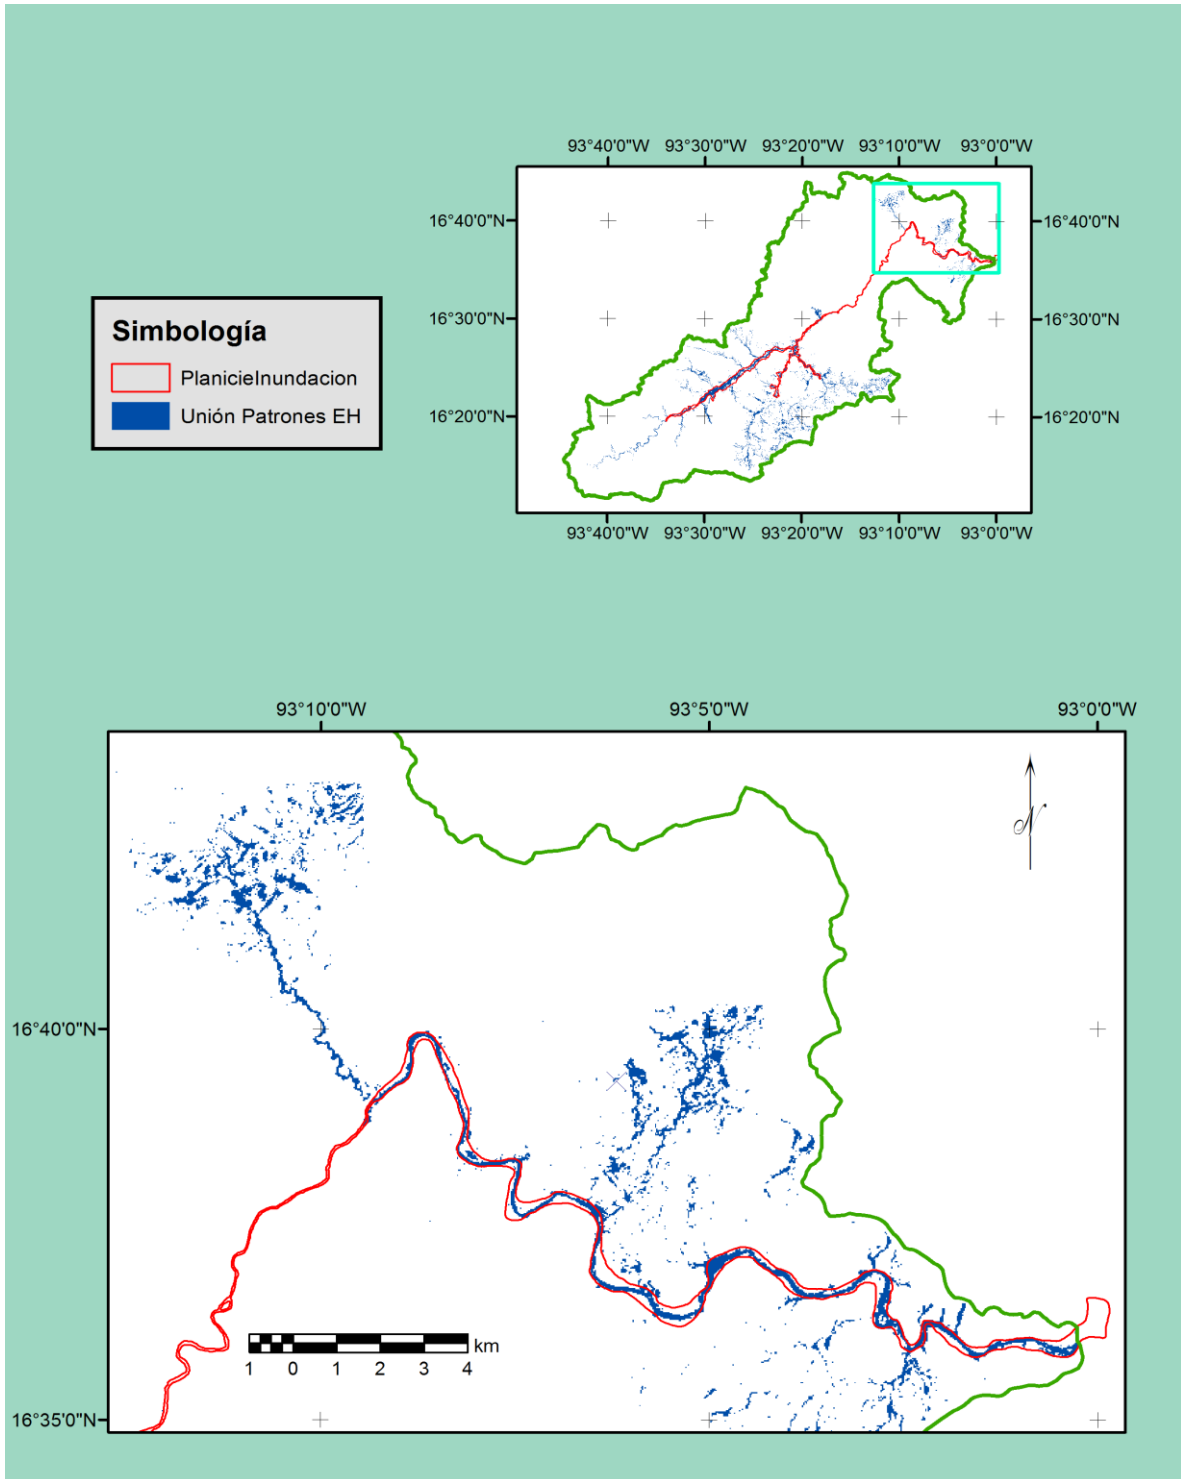 93°40'0"W 93°30'0"W 93°20'0"W 93°10'0"W 93°0'0"W
16°40'0"N 16°40'0"N
16°30'0"N 16°30'0"N
16°20'0"N 16°20'0"N
93°40'0"W 93°30'0"W 93°20'0"W 93°10'0"W 93°0'0"W
Simbología
PlanicieInundacion
Unión Patrones EH
93°10'0"W 93°5'0"W 93°0'0"W
N
16°40'0"N
1 0 1 2 3 4 km
16°35'0"N